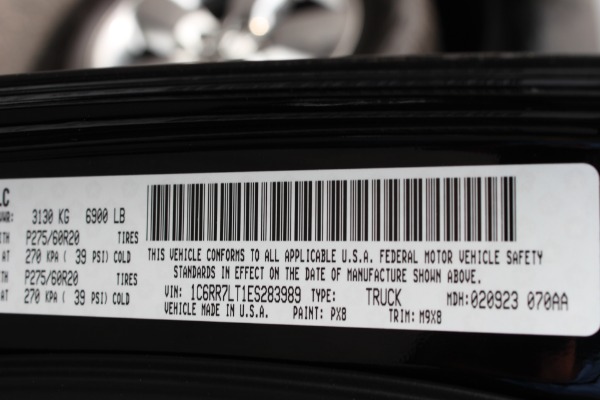 LC
3130 KG 6900 LB
P275/60R20 TIRES
AT 270 KPA ( 39 PSI) COLD
P275/60R20 TIRES
AT 270 KPA ( 39 PSI) COLD
THIS VEHICLE CONFORMS TO ALL APPLICABLE U.S.A. FEDERAL MOTOR VEHICLE SAFETY
STANDARDS IN EFFECT ON THE DATE OF MANUFACTURE SHOWN ABOVE.
VIN: 1C6RR7LT1ES283989 TYPE: TRUCK MDH: 020923 070AA
VEHICLE MADE IN U.S.A. PAINT: PX8 TRIM: M9X8